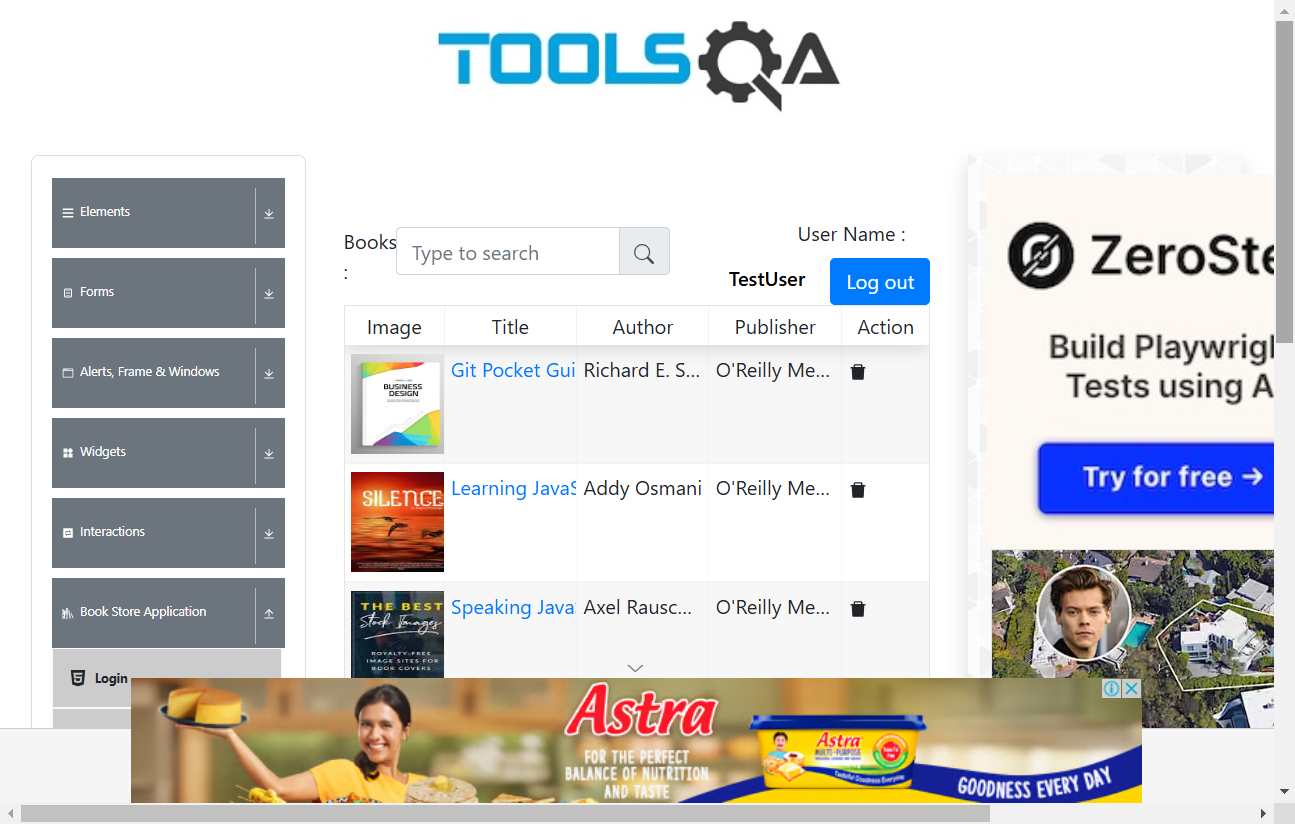 TOOLSQA
Elements
Forms
Alerts, Frame & Windows
Widgets
Interactions
Book Store Application
Login
Books
:
Type to search
User Name :
TestUser
Log out
Image
Title
Author
Publisher
Action
BUSINESS
DESIGN
Git Pocket Gui
Richard E. S...
O'Reilly Me...
SILENCE
Learning JavaS
Addy Osmani
O'Reilly Me...
THE BEST
Stock Images
ROYALTY-FREE
IMAGE SITES FOR
BOOK COVERS
Speaking Java
Axel Rausc...
O'Reilly Me...
ZeroSte
Build Playwrig
Tests using A
Try for free →
Astra
FOR THE PERFECT
BALANCE OF NUTRITION
AND TASTE
Astra
MULTI-PURPOSE
GOODNESS EVERY DAY